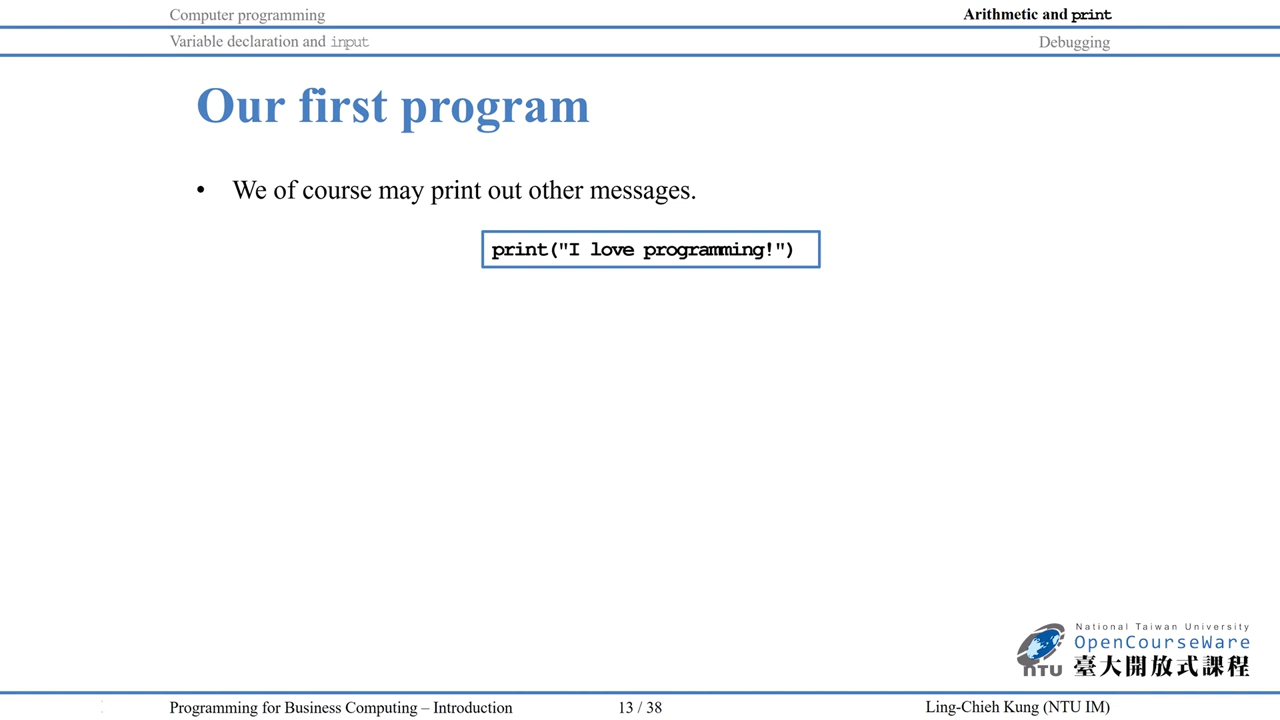 Computer programming
Arithmetic and print
Variable declaration and input
Debugging
Our first program
• We of course may print out other messages.
print("I love programming!")
National Taiwan University
OpenCourseWare
NTU 臺大開放式課程
Programming for Business Computing – Introduction
13 / 38
Ling-Chieh Kung (NTU IM)